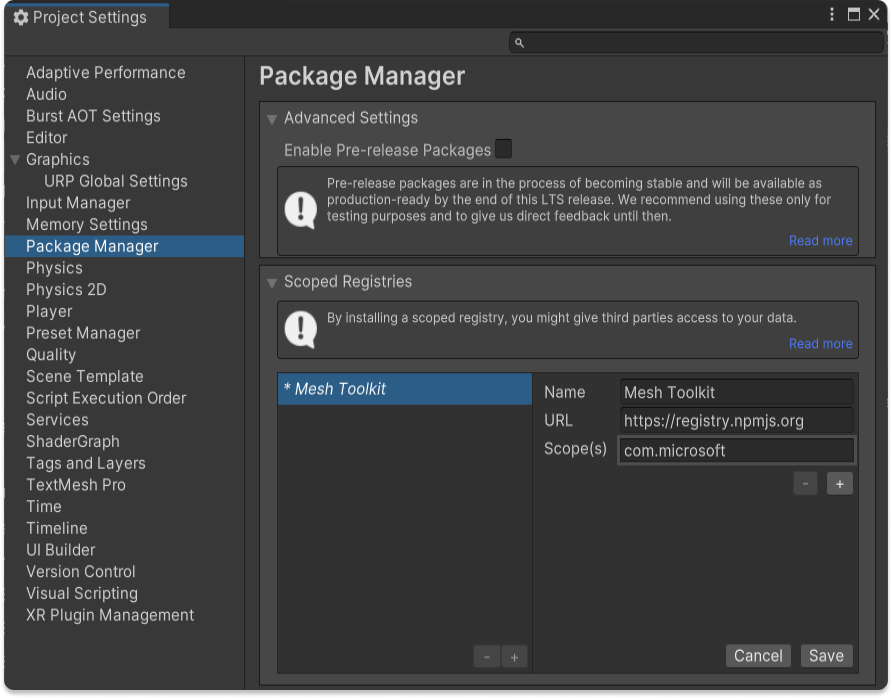 Project Settings
Adaptive Performance
Audio
Burst AOT Settings
Editor
Graphics
URP Global Settings
Input Manager
Memory Settings
Package Manager
Physics
Physics 2D
Player
Preset Manager
Quality
Scene Template
Script Execution Order
Services
ShaderGraph
Tags and Layers
TextMesh Pro
Time
Timeline
UI Builder
Version Control
Visual Scripting
XR Plugin Management
Package Manager
Advanced Settings
Enable Pre-release Packages
Pre-release packages are in the process of becoming stable and will be available as
production-ready by the end of this LTS release. We recommend using these only for
testing purposes and to give us direct feedback until then.
Read more
Scoped Registries
By installing a scoped registry, you might give third parties access to your data.
Read more
* Mesh Toolkit
- +
Name Mesh Toolkit
URL https://registry.npmjs.org
Scope(s) com.microsoft
- +
Cancel Save